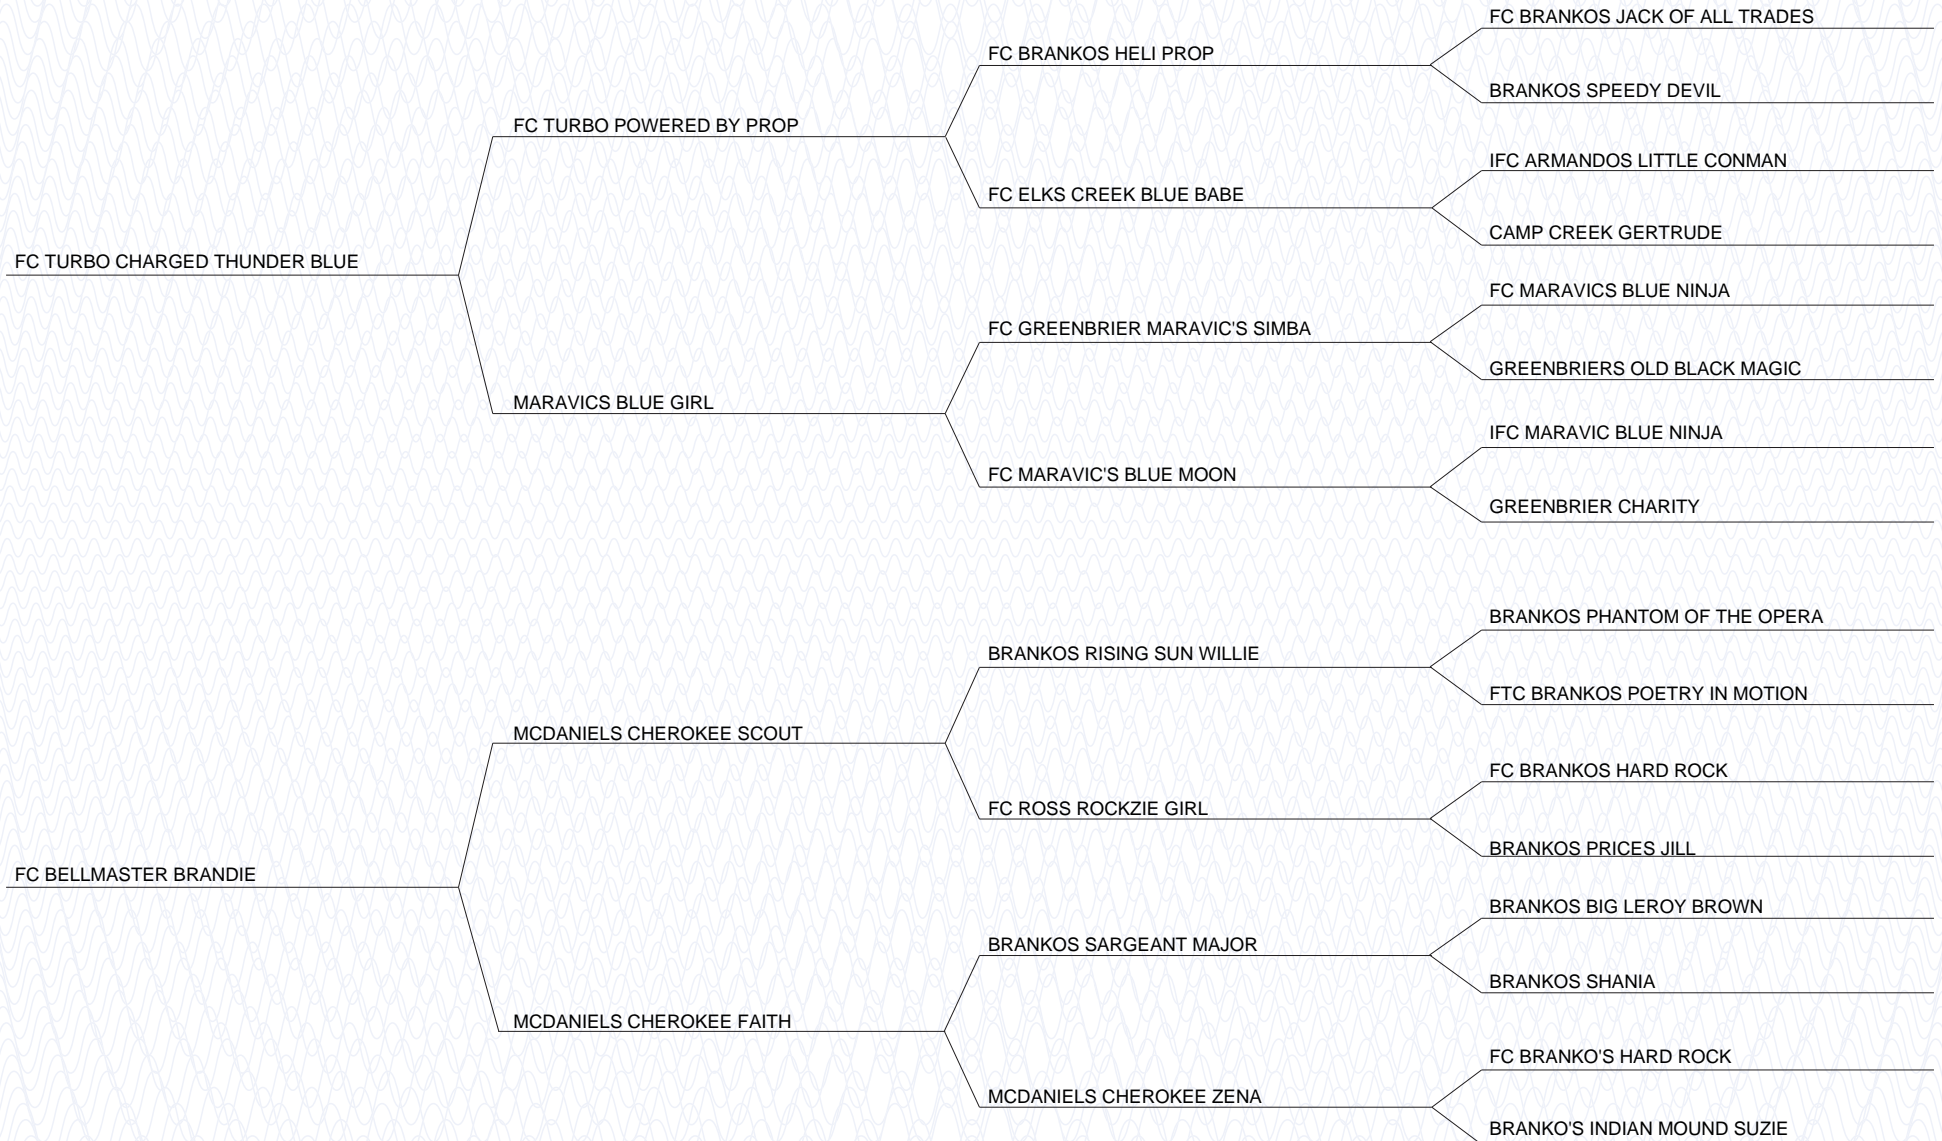 FC BRANKOS JACK OF ALL TRADES
FC BRANKOS HELI PROP
BRANKOS SPEEDY DEVIL
FC TURBO POWERED BY PROP
IFC ARMANDOS LITTLE CONMAN
FC ELKS CREEK BLUE BABE
CAMP CREEK GERTRUDE
FC TURBO CHARGED THUNDER BLUE
FC MARAVICS BLUE NINJA
FC GREENBRIER MARAVIC'S SIMBA
GREENBRIERS OLD BLACK MAGIC
MARAVICS BLUE GIRL
IFC MARAVIC BLUE NINJA
FC MARAVIC'S BLUE MOON
GREENBRIER CHARITY
BRANKOS PHANTOM OF THE OPERA
BRANKOS RISING SUN WILLIE
FTC BRANKOS POETRY IN MOTION
MCDANIELS CHEROKEE SCOUT
FC BRANKOS HARD ROCK
FC ROSS ROCKZIE GIRL
BRANKOS PRICES JILL
FC BELLMASTER BRANDIE
BRANKOS BIG LEROY BROWN
BRANKOS SARGEANT MAJOR
BRANKOS SHANIA
MCDANIELS CHEROKEE FAITH
FC BRANKO'S HARD ROCK
MCDANIELS CHEROKEE ZENA
BRANKO'S INDIAN MOUND SUZIE